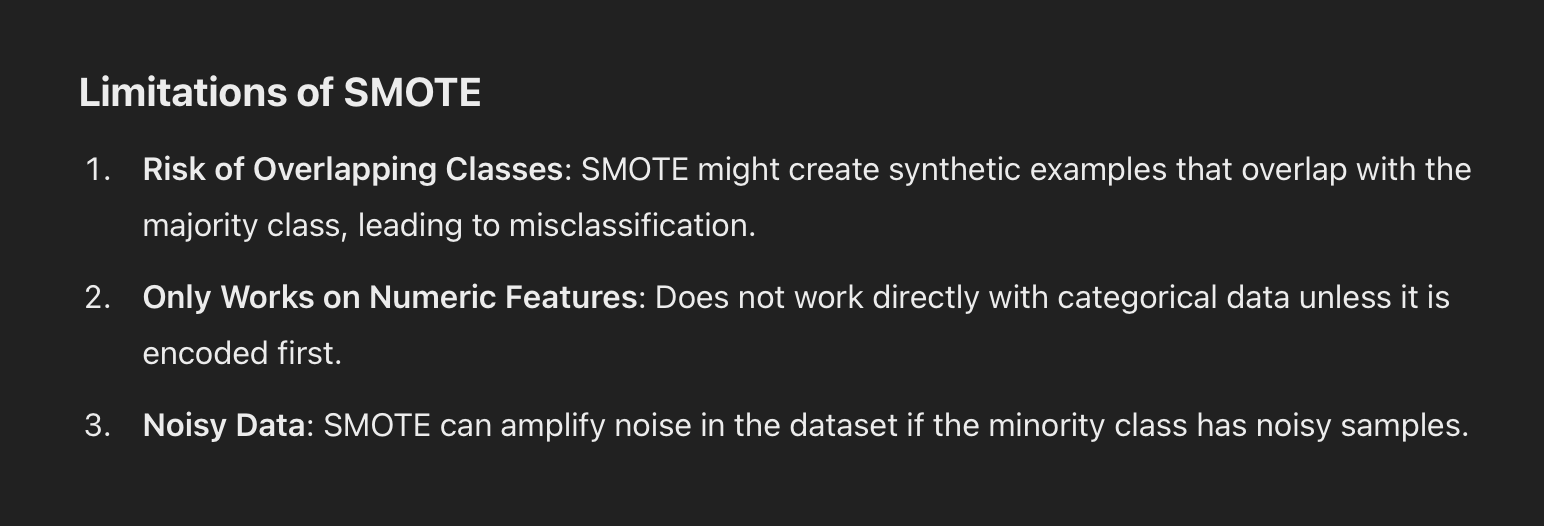 Limitations of SMOTE
1. Risk of Overlapping Classes: SMOTE might create synthetic examples that overlap with the
majority class, leading to misclassification.
2. Only Works on Numeric Features: Does not work directly with categorical data unless it is
encoded first.
3. Noisy Data: SMOTE can amplify noise in the dataset if the minority class has noisy samples.